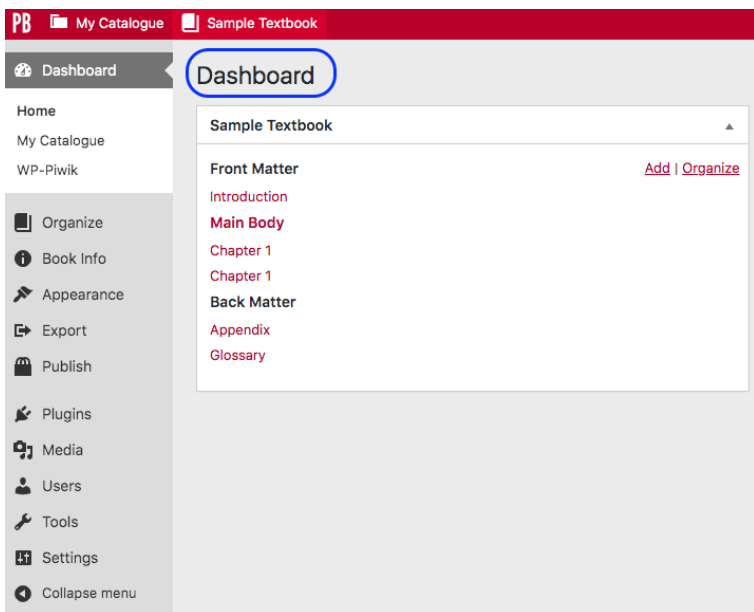 PB My Catalogue Sample Textbook
Dashboard
Home
My Catalogue
WP-Piwik
Organize
Book Info
Appearance
Export
Publish
Plugins
Media
Users
Tools
Settings
Collapse menu
Dashboard
Sample Textbook
Front Matter Add | Organize
Introduction
Main Body
Chapter 1
Chapter 1
Back Matter
Appendix
Glossary